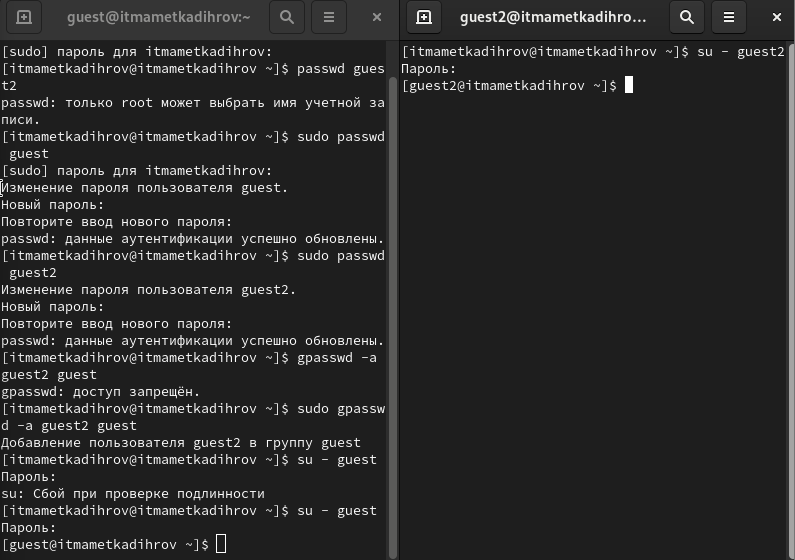 guest@itmametkadihrov:~
[sudo] пароль для itmametkadihrov:
[itmametkadihrov@itmametkadihrov ~]$ passwd gues
t2
passwd: только root может выбрать имя учетной за
писи.
[itmametkadihrov@itmametkadihrov ~]$ sudo passwd
 guest
[sudo] пароль для itmametkadihrov:
Изменение пароля пользователя guest.
Новый пароль:
Повторите ввод нового пароля:
passwd: данные аутентификации успешно обновлены.
[itmametkadihrov@itmametkadihrov ~]$ sudo passwd
 guest2
Изменение пароля пользователя guest2.
Новый пароль:
Повторите ввод нового пароля:
passwd: данные аутентификации успешно обновлены.
[itmametkadihrov@itmametkadihrov ~]$ gpasswd -a
guest2 guest
gpasswd: доступ запрещён.
[itmametkadihrov@itmametkadihrov ~]$ sudo gpassw
d -a guest2 guest
Добавление пользователя guest2 в группу guest
[itmametkadihrov@itmametkadihrov ~]$ su - guest
Пароль:
su: Сбой при проверке подлинности
[itmametkadihrov@itmametkadihrov ~]$ su - guest
Пароль:
[guest@itmametkadihrov ~]$
guest2@itmametkadihro...
[itmametkadihrov@itmametkadihrov ~]$ su - guest2
Пароль:
[guest2@itmametkadihrov ~]$